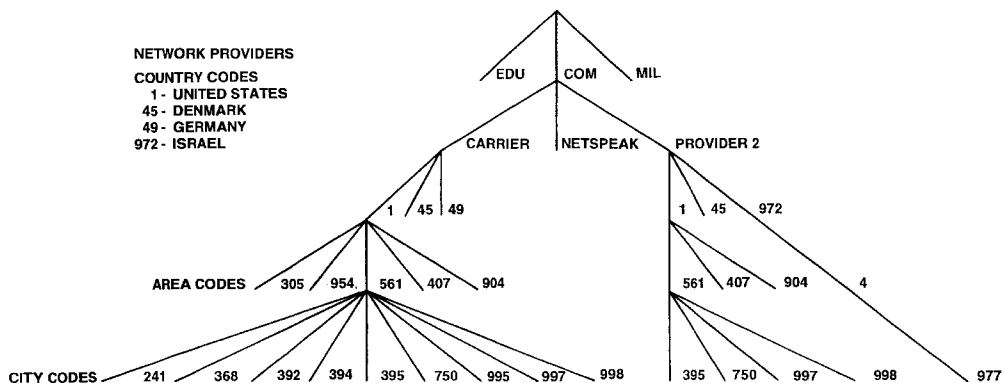 NETWORK PROVIDERS
COUNTRY CODES
1 - UNITED STATES
45 - DENMARK
49 - GERMANY
972 - ISRAEL
EDU COM MIL
CARRIER NETSPEAK PROVIDER 2
1 45 49 1 45 972
AREA CODES 305 954. 561 407 904 561 407 904 4
CITY CODES 241 368 392 394 395 750 995 997 998 395 750 997 998 977